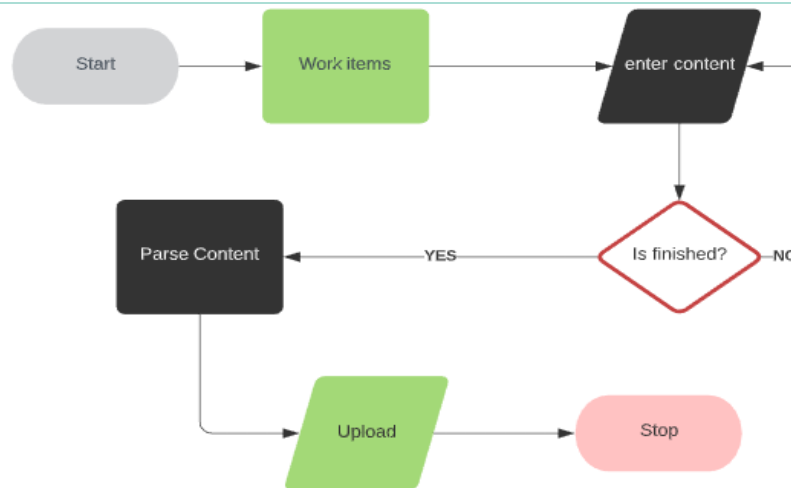 Start
Work items
enter content
Parse Content
YES
Is finished?
Upload
Stop